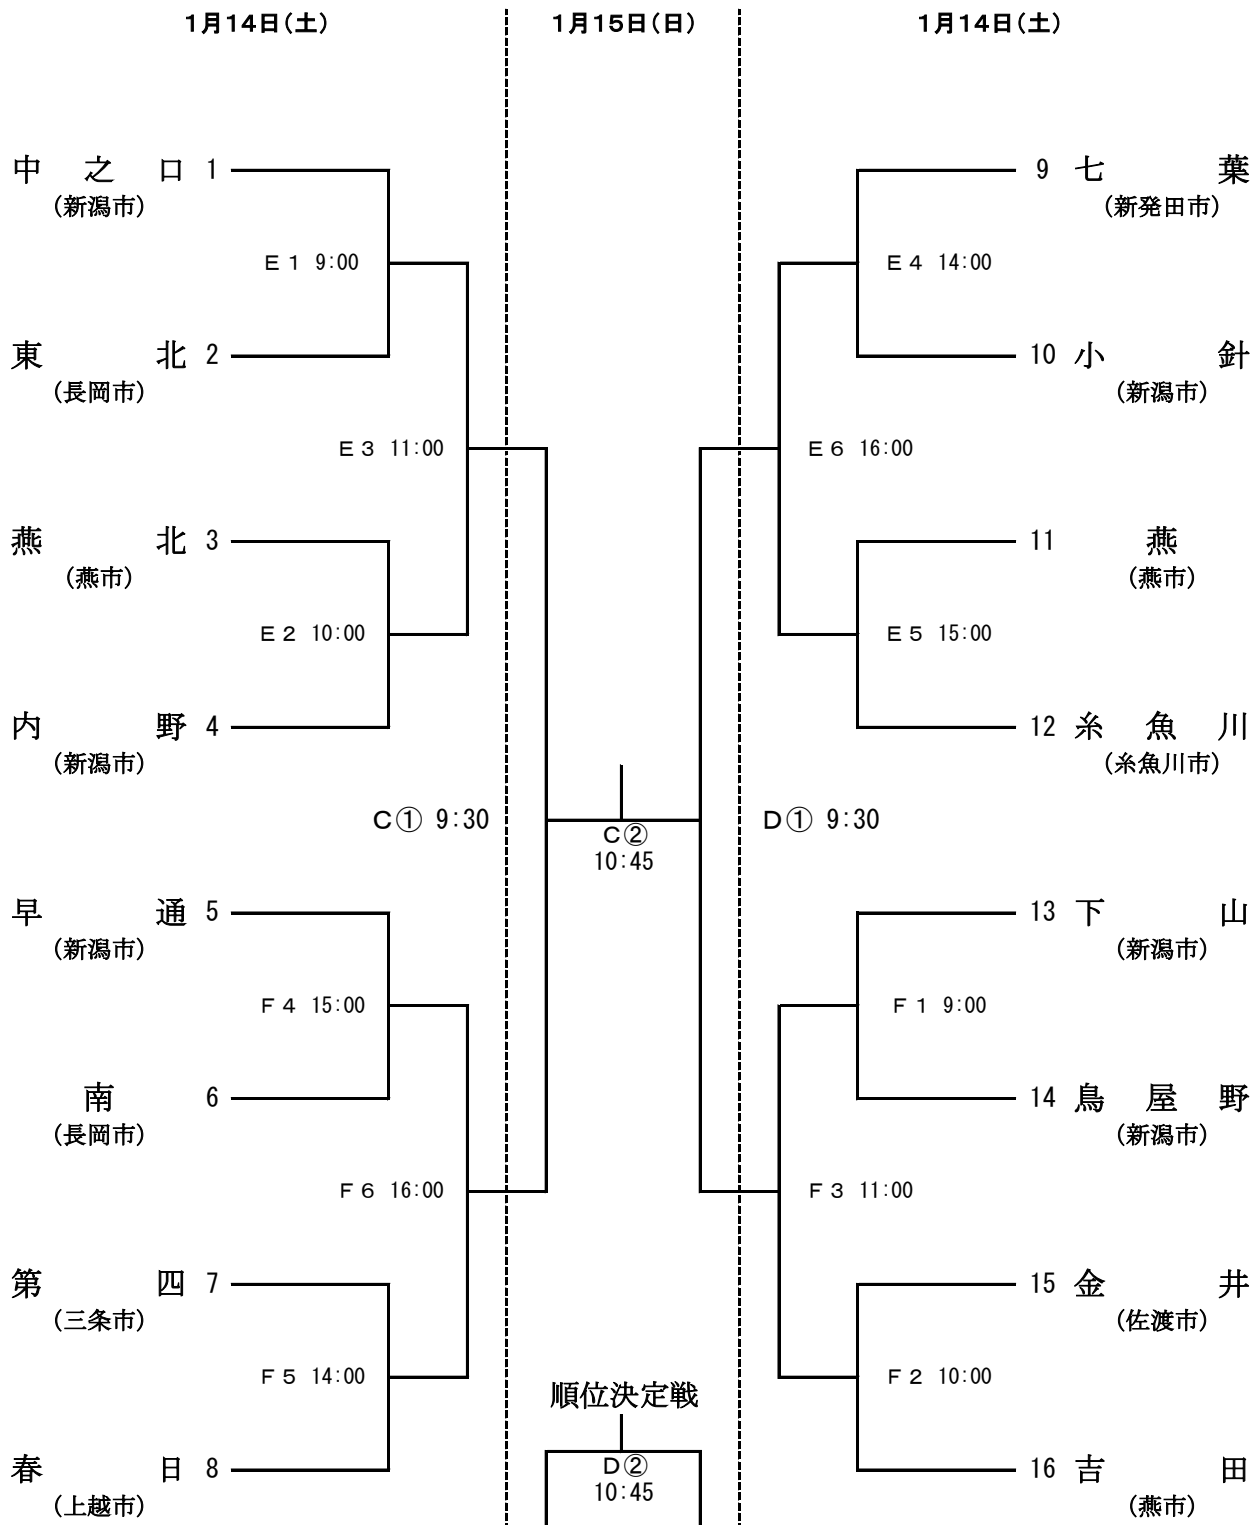 1月14日(土) 1月15日(日) 1月14日(土)
中之口 1 9 七葉
(新潟市) (新発田市)
E1 9:00 E4 14:00
東北 2 10 小針
(長岡市) (新潟市)
E3 11:00 E6 16:00
燕北 3 11 燕
(燕市) (燕市)
E2 10:00 E5 15:00
内野 4 12 糸魚川
(新潟市) (糸魚川市)
C① 9:30 C② D① 9:30
10:45
早通 5 13 下山
(新潟市) (新潟市)
F4 15:00 F1 9:00
南 6 14 鳥屋野
(長岡市) (新潟市)
F6 16:00 F3 11:00
第四 7 15 金井
(三条市) (佐渡市)
F5 14:00 F2 10:00
順位決定戦
春日 8 D② 16 吉田
10:45
(上越市) (燕市)